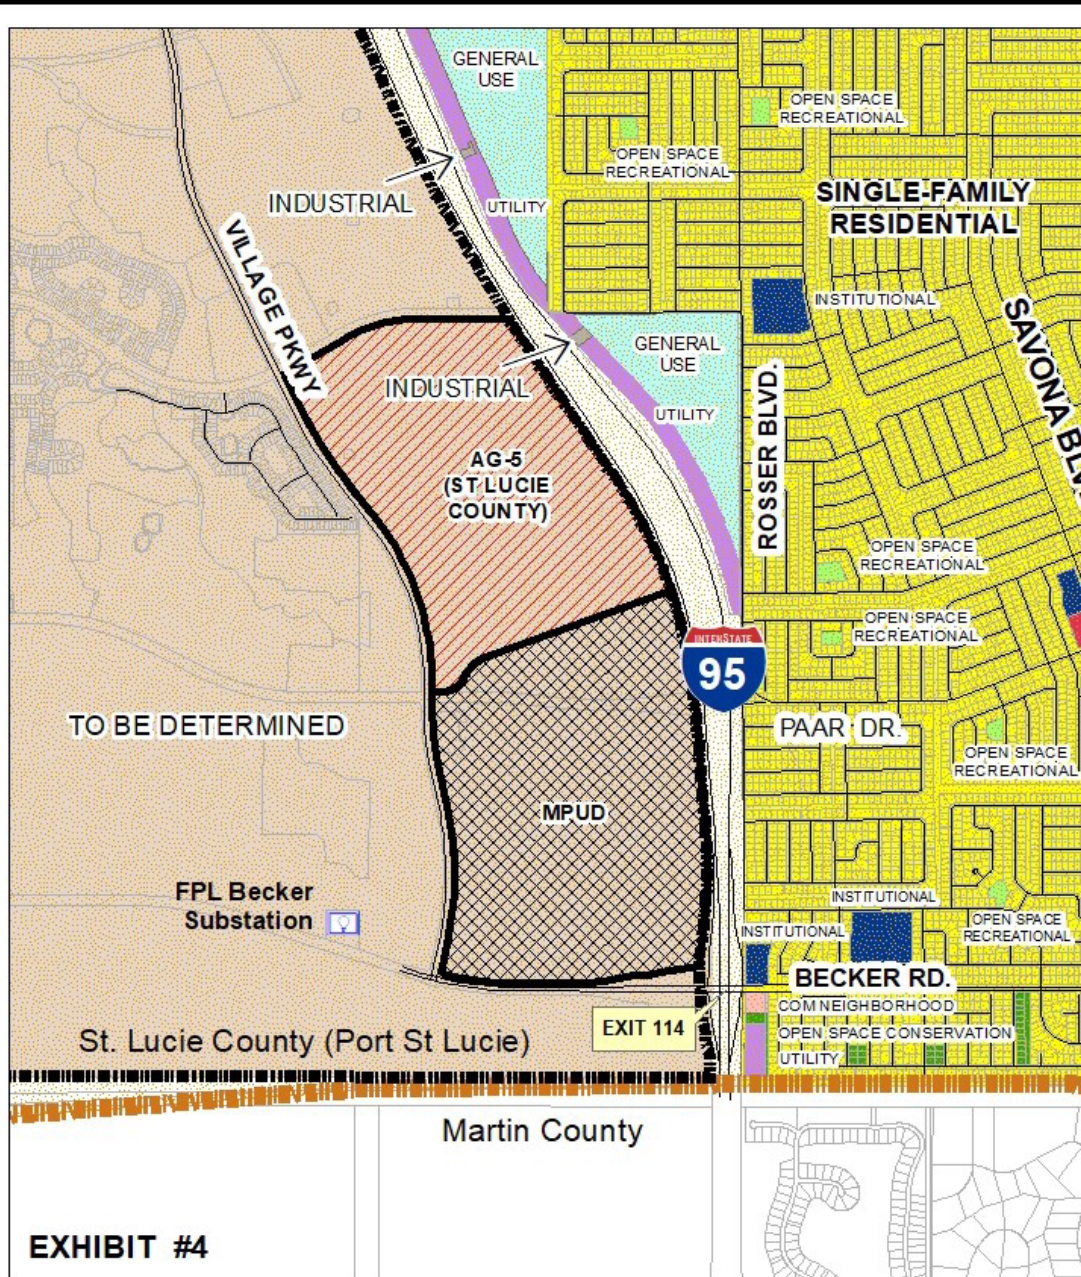 GENERAL
USE
OPEN SPACE
RECREATIONAL
OPEN SPACE
RECREATIONAL
SINGLE-FAMILY
RESIDENTIAL
INDUSTRIAL
UTILITY
VILLAGE PKWY
INSTITUTIONAL
SAVONA BLV
GENERAL
USE
INDUSTRIAL
UTILITY
ROSSER BLVD.
AG-5
(ST LUCIE
COUNTY)
OPEN SPACE
RECREATIONAL
OPEN SPACE
RECREATIONAL
INTERSTATE
95
TO BE DETERMINED
PAAR DR.
OPEN SPACE
RECREATIONAL
MPUD
FPL Becker
Substation
INSTITUTIONAL
INSTITUTIONAL
OPEN SPACE
RECREATIONAL
BECKER RD.
COM NEIGHBORHOOD
EXIT 114
OPEN SPACE CONSERVATION
UTILITY
St. Lucie County (Port St Lucie)
Martin County
EXHIBIT #4